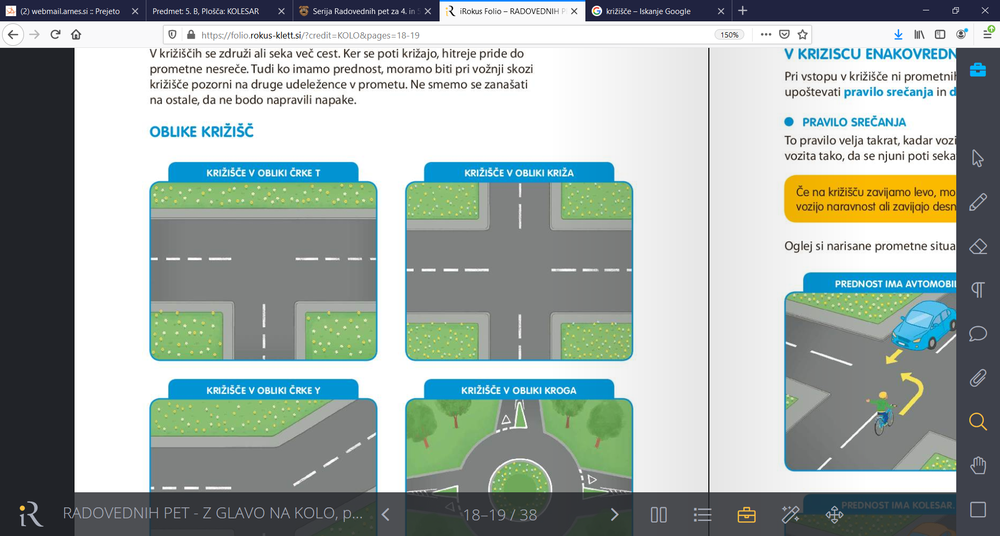 (2) webmail.arnes.si :: Prejeto
Predmet: 5. B, Plošča: KOLESAR
Serija Radovednih pet za 4. in 5
iRokus Folio – RADOVEDNIH P
križišče – Iskanje Google
https://folio.rokus-klett.si/?credit=KOLO&pages=18-19
150%
V križiščih se združi ali seka več cest. Ker se poti križajo, hitreje pride do
prometne nesreče. Tudi ko imamo prednost, moramo biti pri vožnji skozi
križišče pozorni na druge udeležence v prometu. Ne smemo se zanašati
na ostale, da ne bodo napravili napake.
OBLIKE KRIŽIŠČ
KRIŽIŠČE V OBLIKI ČRKE T
KRIŽIŠČE V OBLIKI KRIŽA
KRIŽIŠČE V OBLIKI ČRKE Y
KRIŽIŠČE V OBLIKI KROGA
V KRIŽIŠČU ENAKOVREDN
Pri vstopu v križišče ni prometnih
upoštevati pravilo srečanja in d
PRAVILO SREČANJA
To pravilo velja takrat, kadar vozi
vozita tako, da se njuni poti seka
Če na križišču zavijamo levo, mo
vozijo naravnost ali zavijajo desn
Oglej si narisane prometne situa
PREDNOST IMA AVTOMOBIL
PREDNOST IMA KOLESAR.
iR
RADOVEDNIH PET - Z GLAVO NA KOLO, p...
18–19 / 38